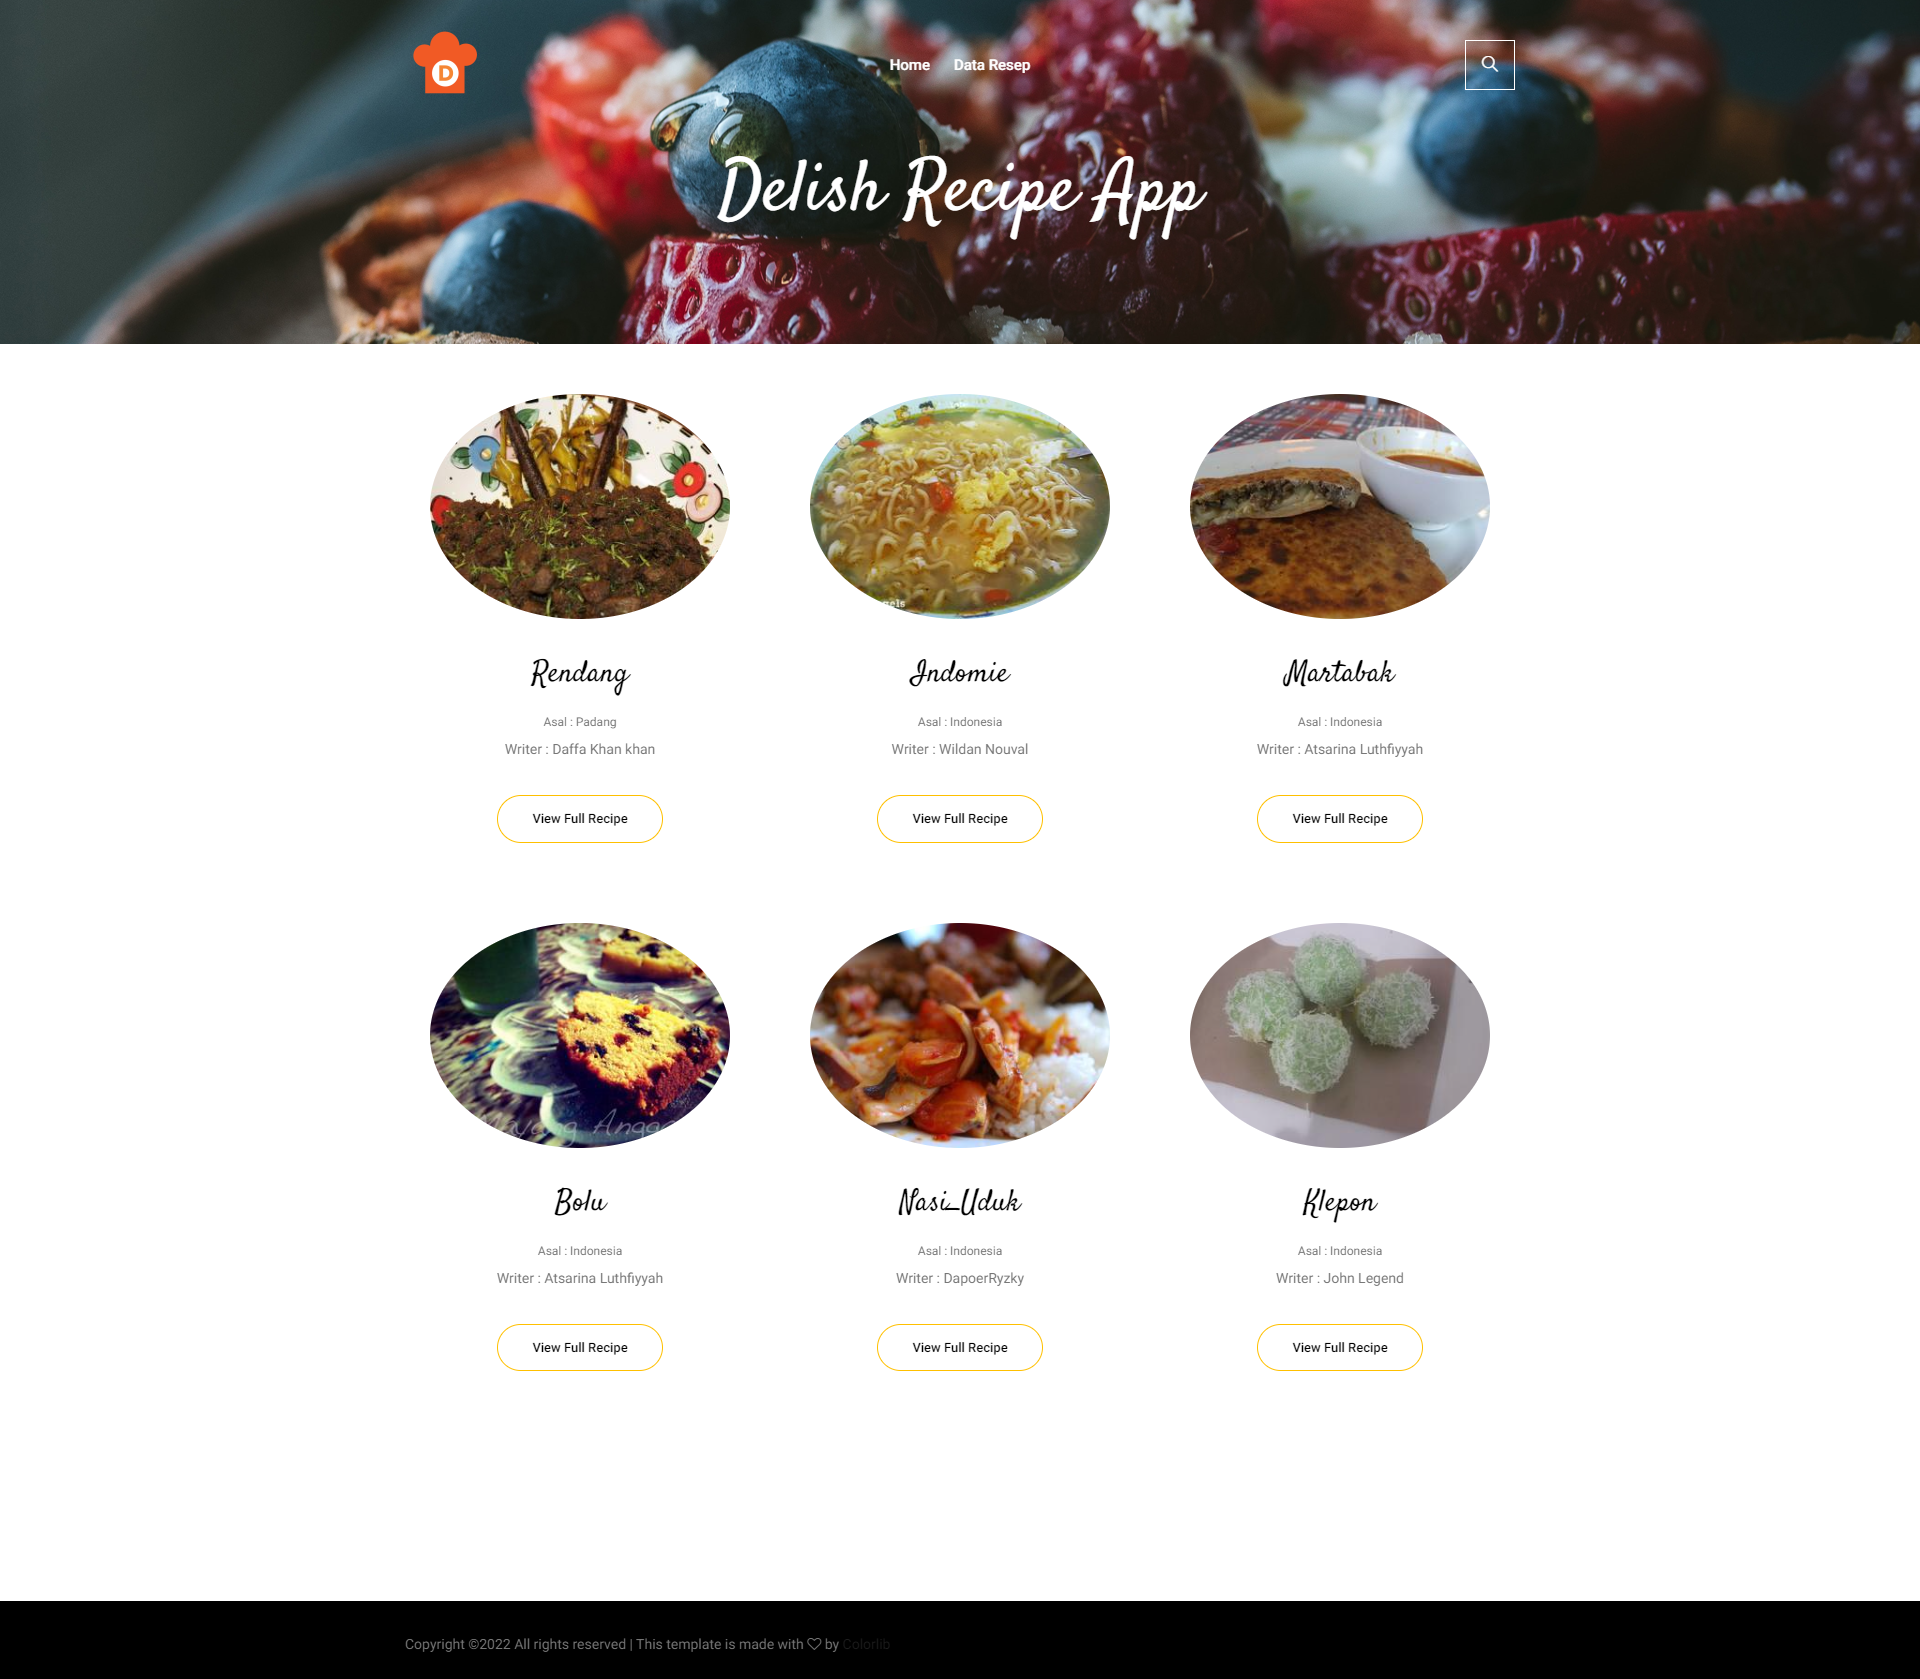 D
Home Data Resep
Delish Recipe App
Rendang
Asal : Padang
Writer : Daffa Khan khan
View Full Recipe
Indomie
Asal : Indonesia
Writer : Wildan Nouval
View Full Recipe
Martabak
Asal : Indonesia
Writer : Atsarina Luthfiyyah
View Full Recipe
Bolu
Asal : Indonesia
Writer : Atsarina Luthfiyyah
View Full Recipe
Nasi_Uduk
Asal : Indonesia
Writer : DapoerRyzky
View Full Recipe
Klepon
Asal : Indonesia
Writer : John Legend
View Full Recipe
Copyright ©2022 All rights reserved | This template is made with ♡ by Colorlib